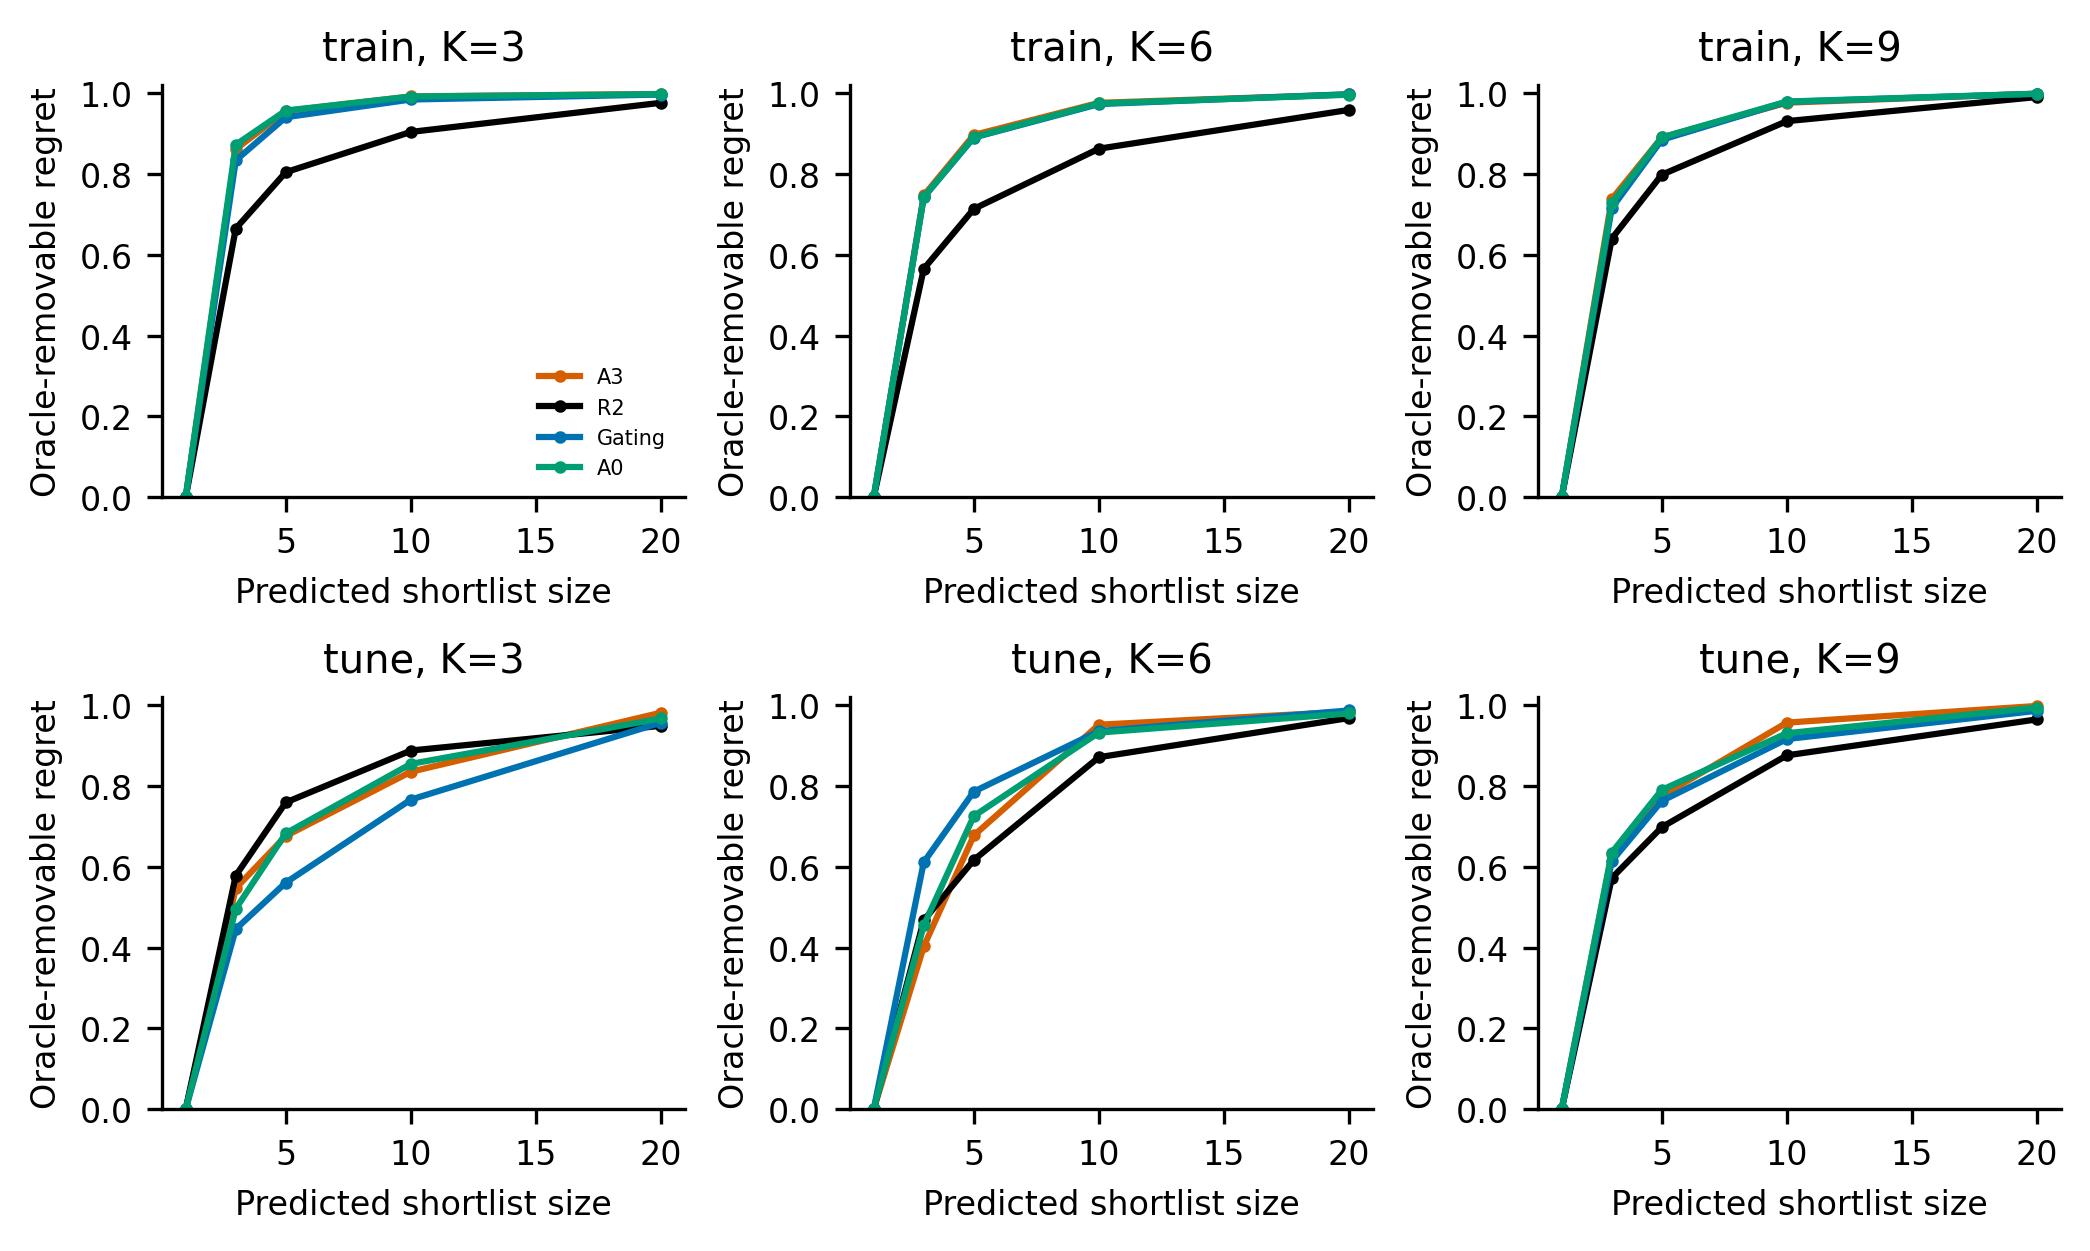 train, K=3
Oracle-removable regret
1.0
0.8
0.6
0.4
0.2
0.0
A3
R2
Gating
A0
5 10 15 20
Predicted shortlist size
train, K=6
Oracle-removable regret
1.0
0.8
0.6
0.4
0.2
0.0
5 10 15 20
Predicted shortlist size
train, K=9
Oracle-removable regret
1.0
0.8
0.6
0.4
0.2
0.0
5 10 15 20
Predicted shortlist size
tune, K=3
Oracle-removable regret
1.0
0.8
0.6
0.4
0.2
0.0
5 10 15 20
Predicted shortlist size
tune, K=6
Oracle-removable regret
1.0
0.8
0.6
0.4
0.2
0.0
5 10 15 20
Predicted shortlist size
tune, K=9
Oracle-removable regret
1.0
0.8
0.6
0.4
0.2
0.0
5 10 15 20
Predicted shortlist size